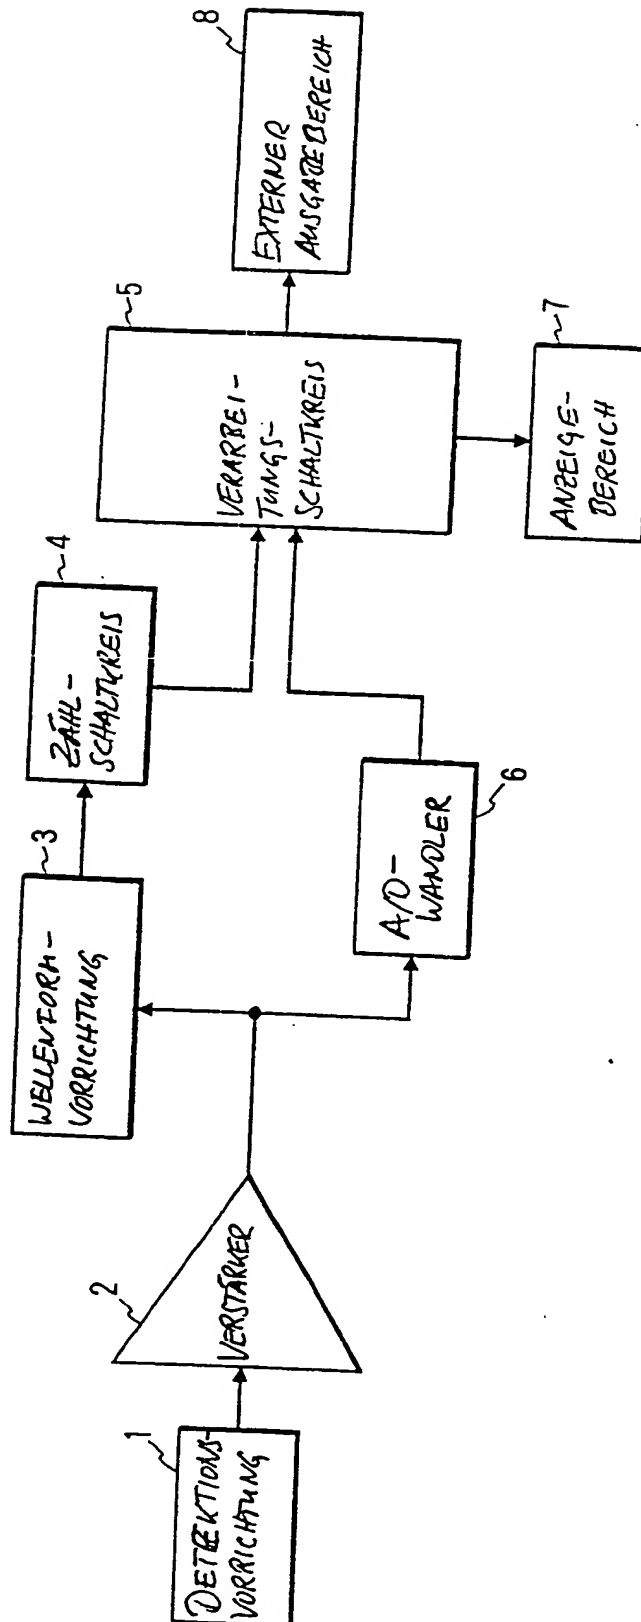 1
DETEKTIONS-
VORRICHTUNG
2
VERSTÄRKER
3
WELLENFORM-
VORRICHTUNG
4
ZÄHL-
SCHALTKREIS
5
VERARBEI-
TUNGS-
SCHALTKREIS
6
A/D-
WANDLER
7
ANZEIGE-
BEREICH
8
EXTERNER
AUSGABEBEREICH